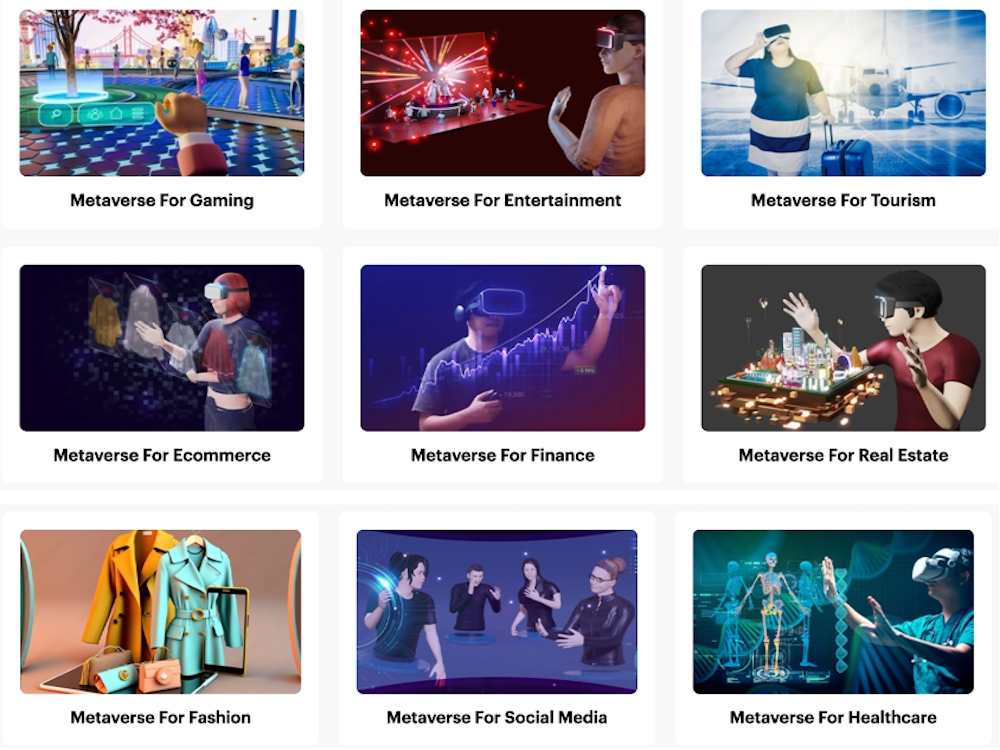 Metaverse For Gaming
Metaverse For Entertainment
Metaverse For Tourism
Metaverse For Ecommerce
Metaverse For Finance
Metaverse For Real Estate
Metaverse For Fashion
Metaverse For Social Media
Metaverse For Healthcare